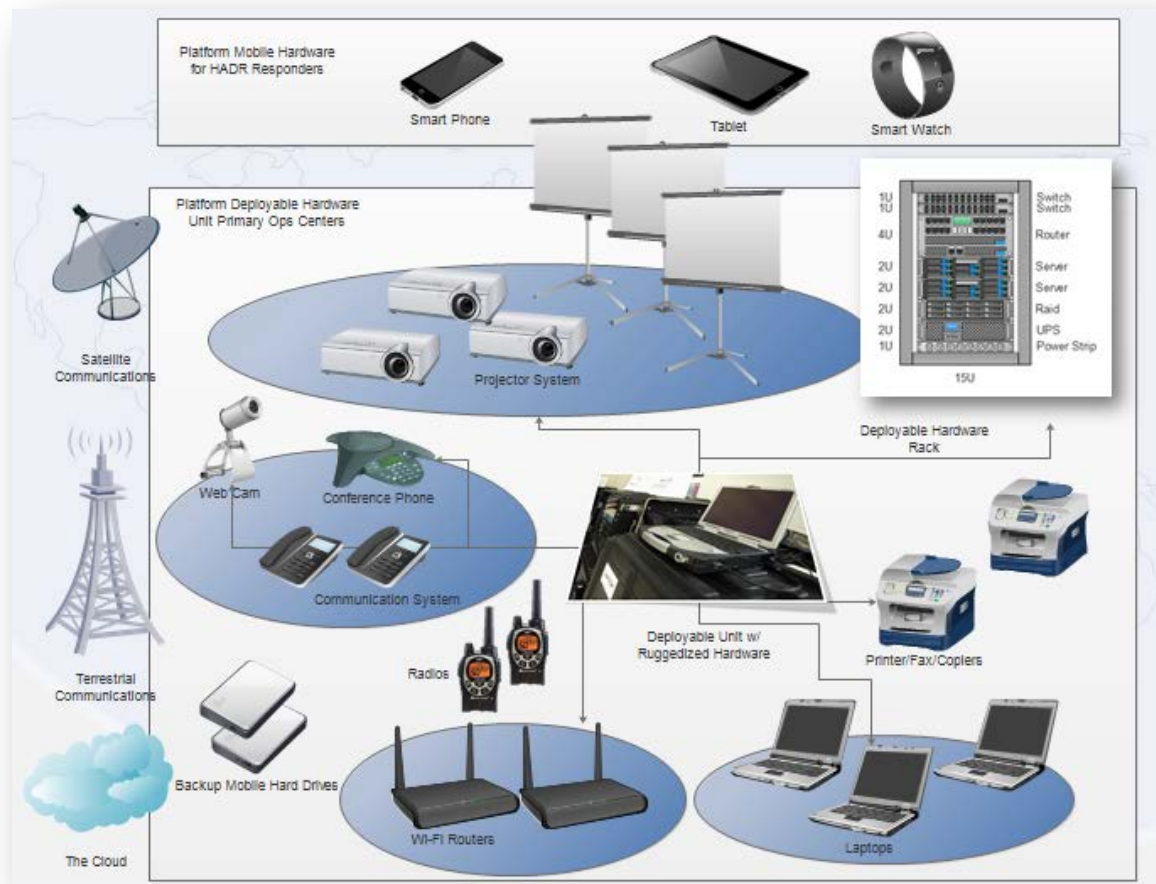 Platform Mobile Hardware
for HADR Responders
Smart Phone
Tablet
Smart Watch
Platform Deployable Hardware
Unit Primary Ops Centers
1U
Switch
1U
Switch
4U
Router
2U
Server
2U
Server
2U
Raid
2U
UPS
1U
Power Strip
15U
Satellite
Communications
Projector System
Deployable Hardware
Rack
Web Cam
Conference Phone
Communication System
Deployable Unit w/
Ruggedized Hardware
Printer/Fax/Copiers
Radios
Terrestrial
Communications
Backup Mobile Hard Drives
Wi-Fi Routers
Laptops
The Cloud